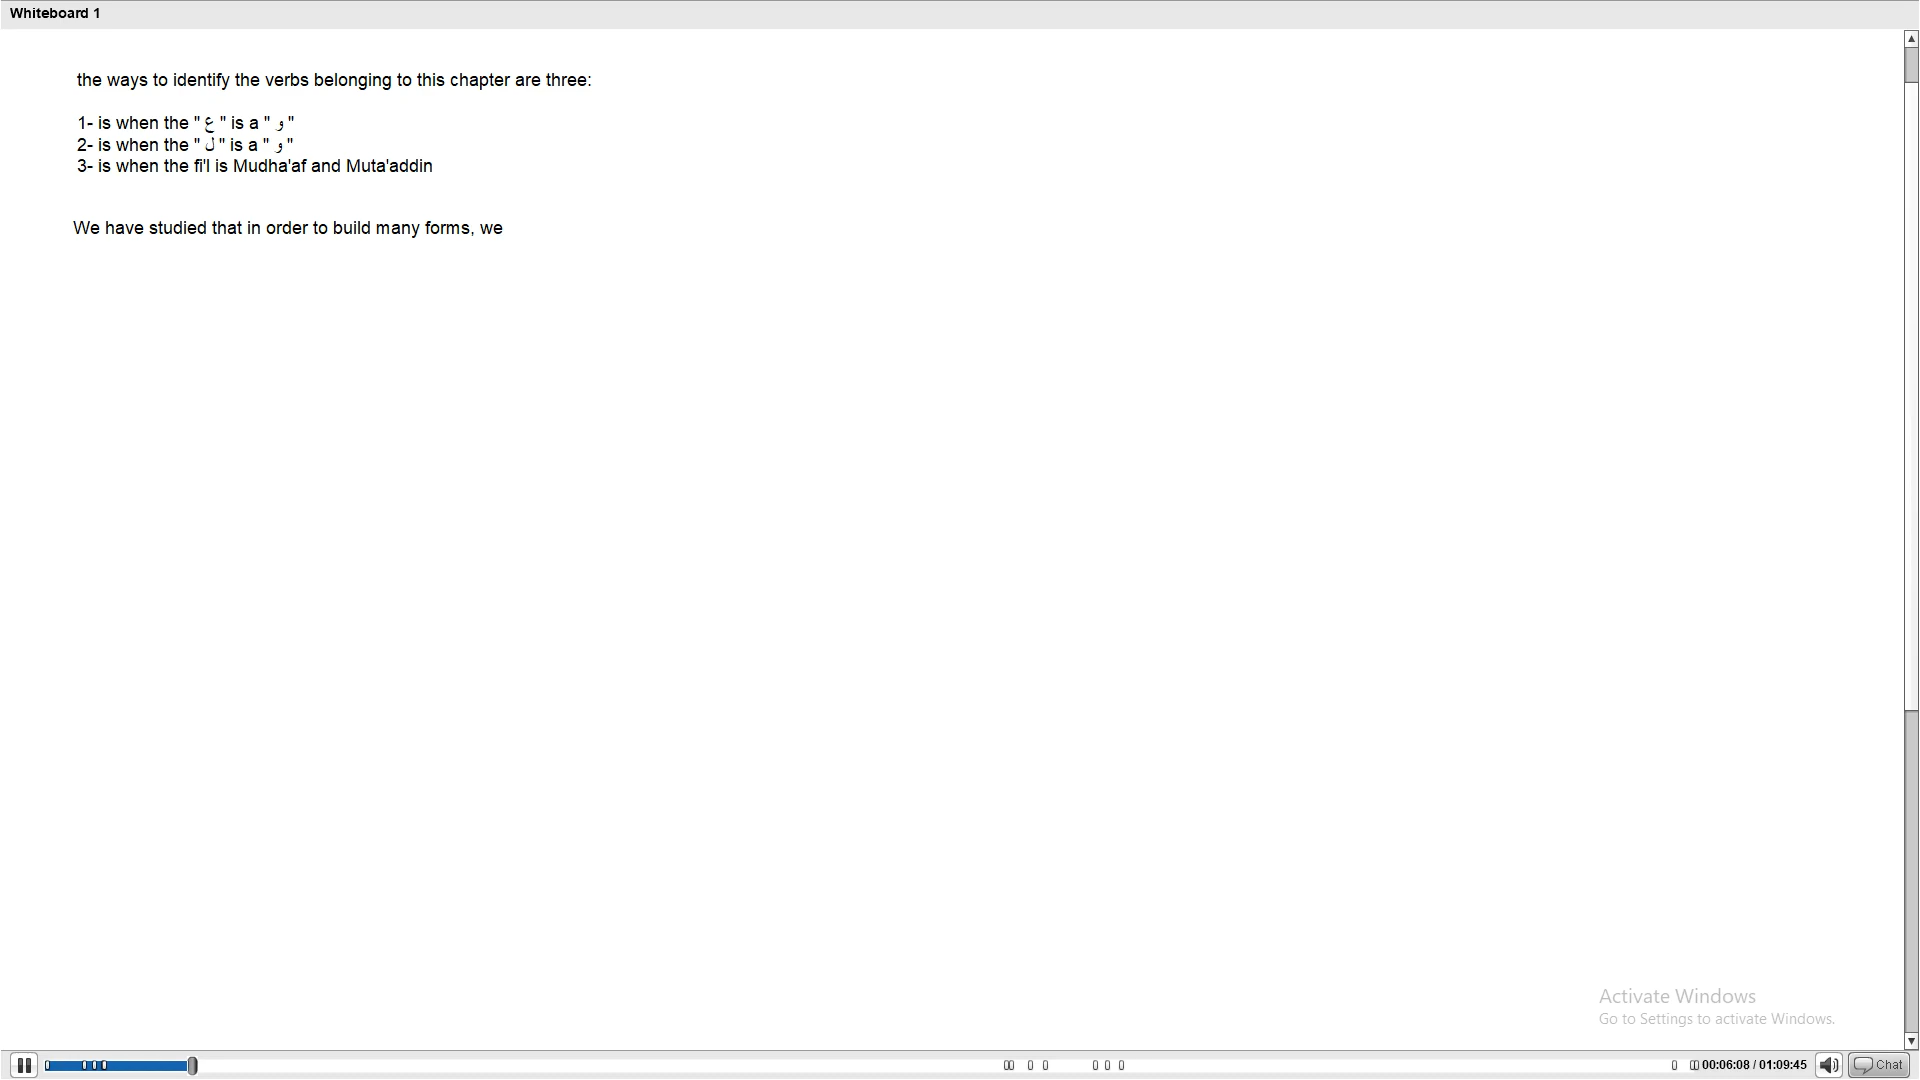 Whiteboard 1
the ways to identify the verbs belonging to this chapter are three:
1- is when the " ع " is a " و "
2- is when the " ل " is a " و "
3- is when the fi'l is Mudha'af and Muta'addin
We have studied that in order to build many forms, we
Activate Windows
Go to Settings to activate Windows.
00:06:08 / 01:09:45
Chat